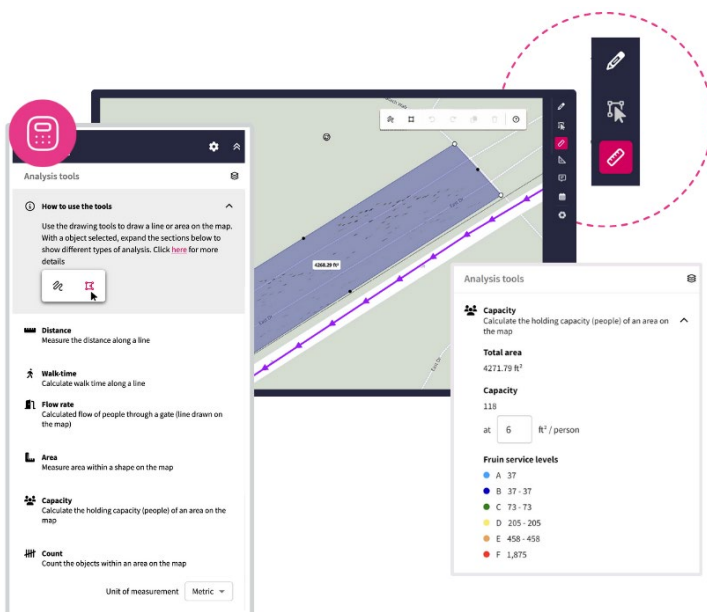 Analysis tools
How to use the tools
Use the drawing tools to draw a line or area on the map.
With a object selected, expand the sections below to
show different types of analysis. Click here for more
details
Distance
Measure the distance along a line
Walk-time
Calculate walk time along a line
Flow rate
Calculated flow of people through a gate (line drawn on
the map)
Area
Measure area within a shape on the map
Capacity
Calculate the holding capacity (people) of an area on the
map
Count
Count the objects within an area on the map
Unit of measurement Metric
East Dr
4268.29 ft²
East Dr
East Dr
Analysis tools
Capacity
Calculate the holding capacity (people) of an area on
the map
Total area
4271.79 ft²
Capacity
118
at 6 ft² / person
Fruin service levels
A 37
B 37 - 37
C 73 - 73
D 205 - 205
E 458 - 458
F 1,875